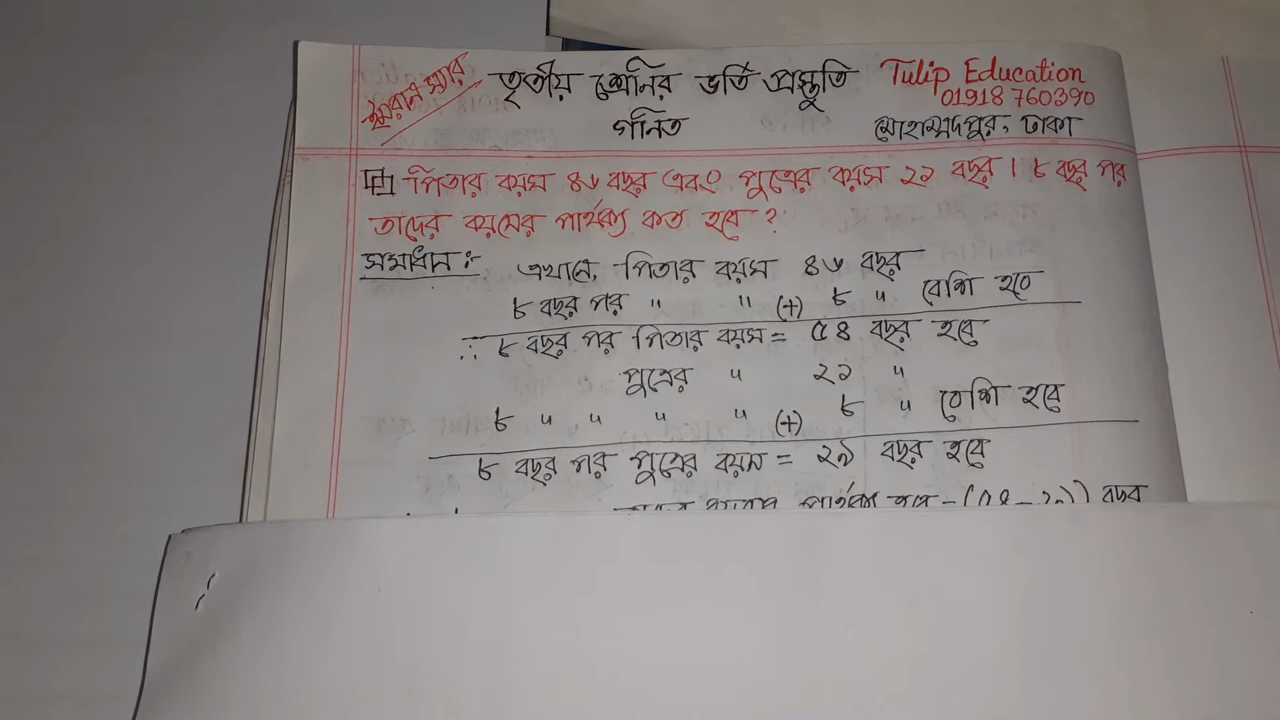 ইমরান স্যার
তৃতীয় শ্রেনির ভর্তি প্রস্তুতি
গনিত
Tulip Education
01918 760390
মোহাম্মদপুর, ঢাকা
পিতার বয়স ৪৬ বছর এবং পুত্রের বয়স ২১ বছর। ৮ বছর পর
তাদের বয়সের পার্থক্য কত হবে ?
সমাধান :- এখানে, পিতার বয়স ৪৬ বছর
৮ বছর পর " " (+) ৮ " বেশি হবে
∴ ৮ বছর পর পিতার বয়স = ৫৪ বছর হবে
পুত্রের " ২১ "
৮ " " " " (+) ৮ " বেশি হবে
৮ বছর পর পুত্রের বয়স = ২৯ বছর হবে